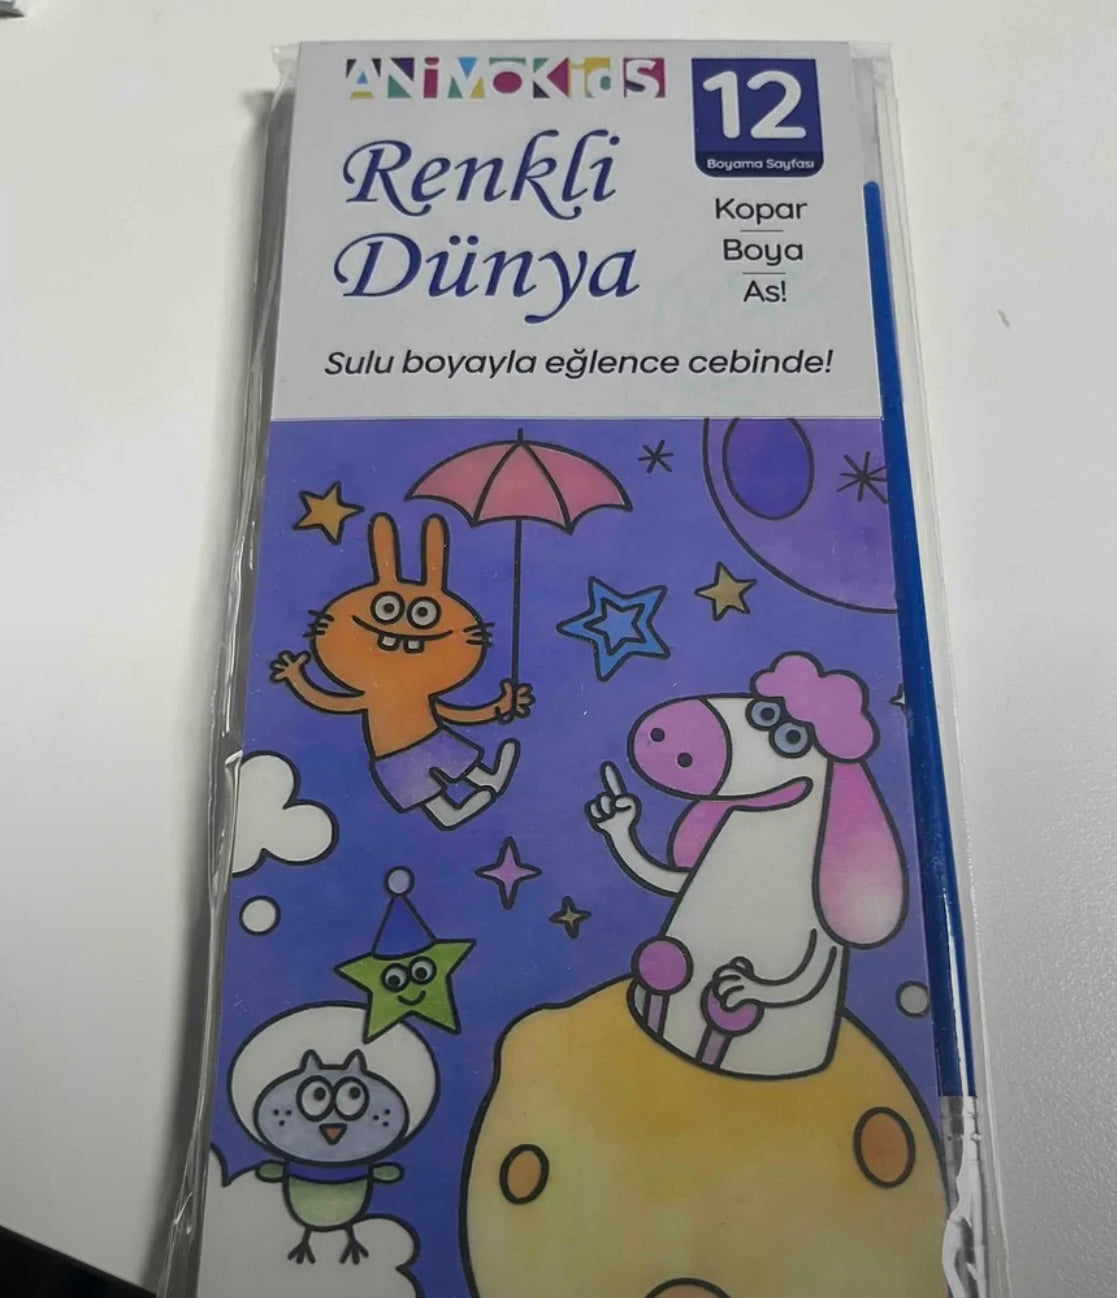 ANiMOKidS
Renkli
Dünya
12
Boyama Sayfası
Kopar
Boya
As!
Sulu boyayla eğlence cebinde!